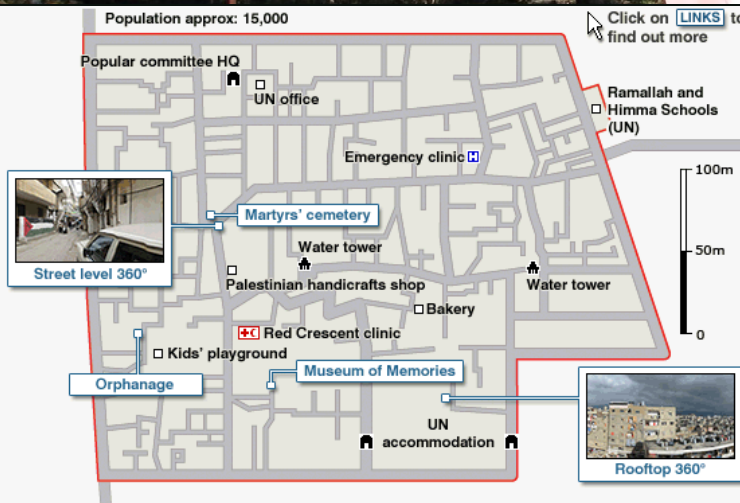 Population approx: 15,000
Click on LINKS to
find out more
Popular committee HQ
UN office
Ramallah and
Himma Schools
(UN)
Emergency clinic H
100m
Martyrs' cemetery
Water tower
50m
Street level 360°
Palestinian handicrafts shop
Water tower
Bakery
Red Crescent clinic
0
Kids' playground
Museum of Memories
Orphanage
UN
accommodation
Rooftop 360°